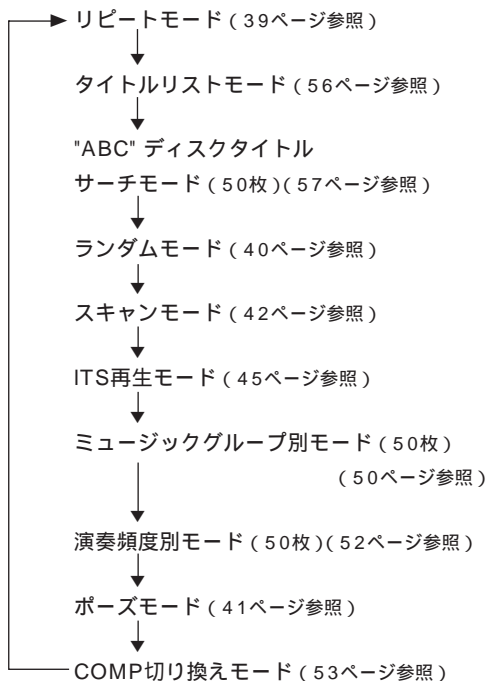 リピートモード(39ページ参照)
タイトルリストモード(56ページ参照)
"ABC" ディスクタイトル
サーチモード(50枚)(57ページ参照)
ランダムモード(40ページ参照)
スキャンモード(42ページ参照)
ITS再生モード(45ページ参照)
ミュージックグループ別モード(50枚)
(50ページ参照)
演奏頻度別モード(50枚)(52ページ参照)
ポーズモード(41ページ参照)
COMP切り換えモード(53ページ参照)